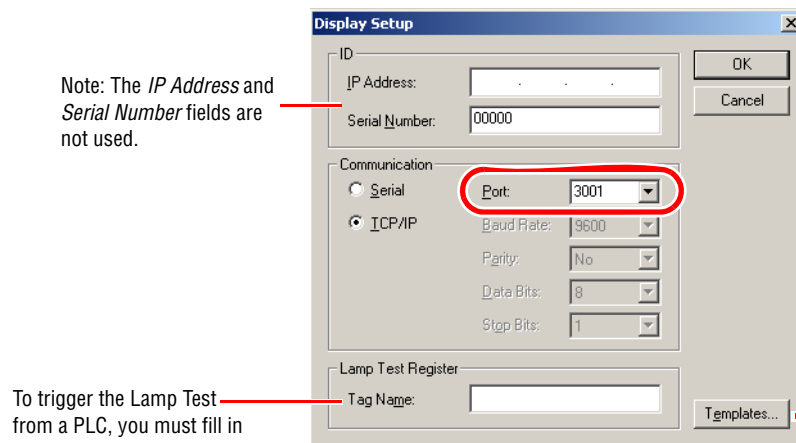 Display Setup
ID
IP Address: . . .
Serial Number: 00000
OK
Cancel
Note: The IP Address and
Serial Number fields are
not used.
Communication
Serial
TCP/IP
Port: 3001
Baud Rate: 9600
Parity: No
Data Bits: 8
Stop Bits: 1
Lamp Test Register
Tag Name:
Templates...
To trigger the Lamp Test
from a PLC, you must fill in